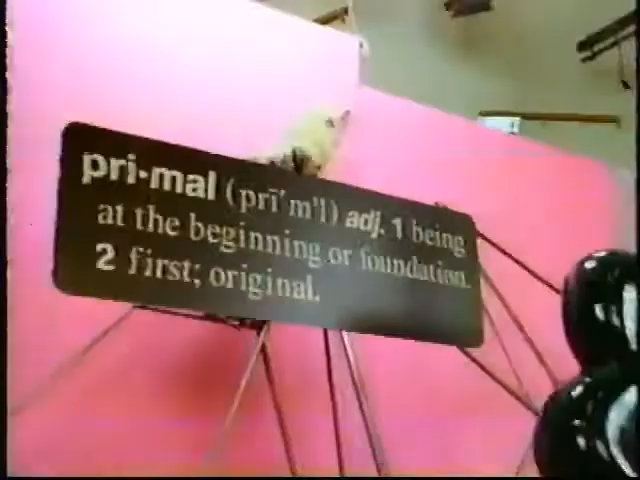 pri·mal (prī′m'l) adj. 1 being
at the beginning or foundation.
2 first; original.